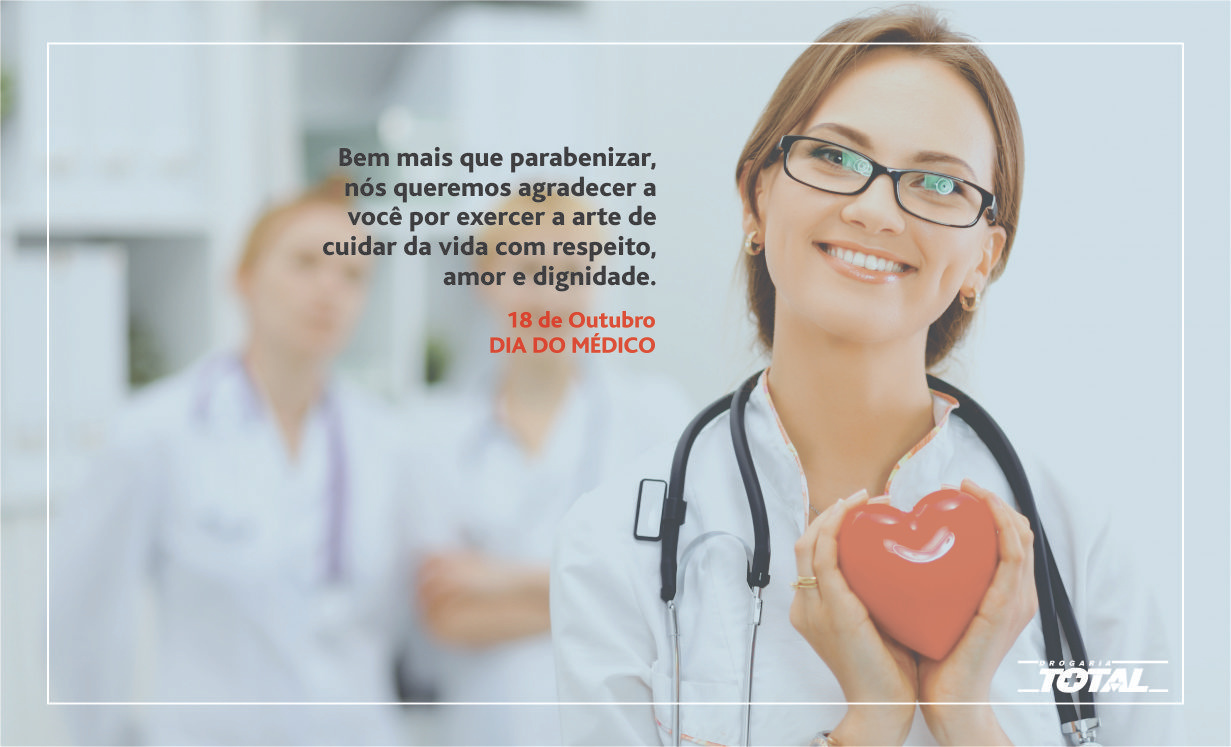 Bem mais que parabenizar,
nós queremos agradecer a
você por exercer a arte de
cuidar da vida com respeito,
amor e dignidade.
18 de Outubro
DIA DO MÉDICO
DROGARIA
TOTAL